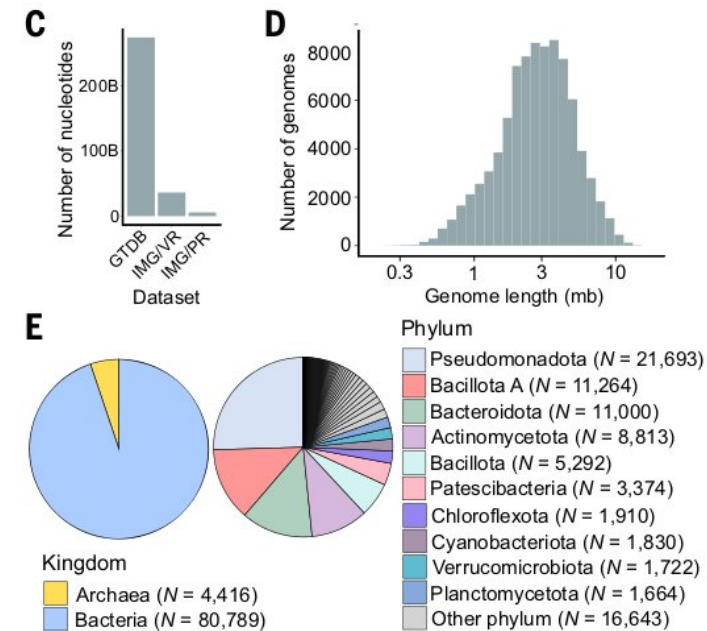 C
Number of nucleotides
200B
100B
0
GTDB
IMG/VR
IMG/PR
Dataset
D
Number of genomes
8000
6000
4000
2000
0
0.3 1 3 10
Genome length (mb)
E
Kingdom
Archaea (N = 4,416)
Bacteria (N = 80,789)
Phylum
Pseudomonadota (N = 21,693)
Bacillota A (N = 11,264)
Bacteroidota (N = 11,000)
Actinomycetota (N = 8,813)
Bacillota (N = 5,292)
Patescibacteria (N = 3,374)
Chloroflexota (N = 1,910)
Cyanobacteriota (N = 1,830)
Verrucomicrobiota (N = 1,722)
Planctomycetota (N = 1,664)
Other phylum (N = 16,643)